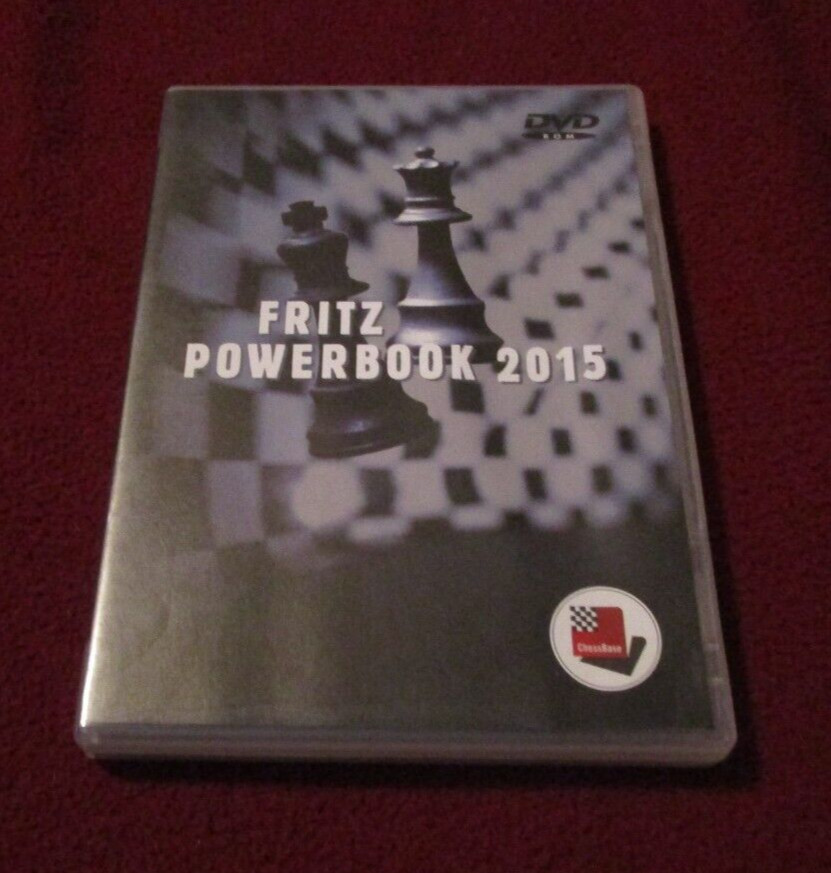 DVD
ROM
FRITZ
POWERBOOK 2015
ChessBase